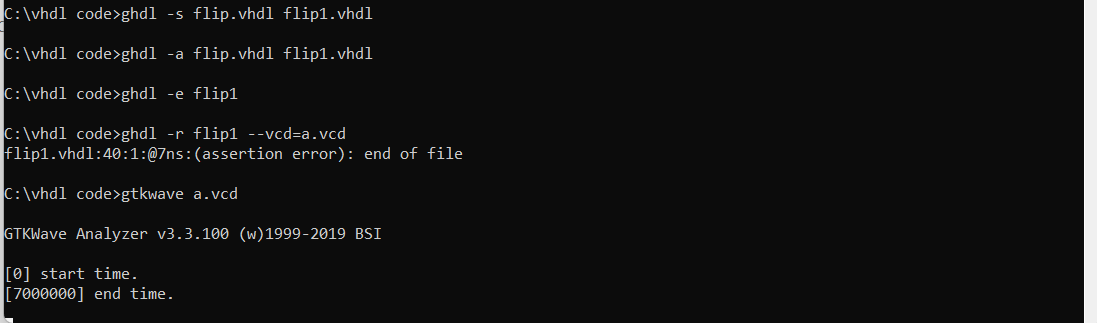 C:\vhdl code>ghdl -s flip.vhdl flip1.vhdl
C:\vhdl code>ghdl -a flip.vhdl flip1.vhdl
C:\vhdl code>ghdl -e flip1
C:\vhdl code>ghdl -r flip1 --vcd=a.vcd
flip1.vhdl:40:1:@7ns:(assertion error): end of file
C:\vhdl code>gtkwave a.vcd
GTKWave Analyzer v3.3.100 (w)1999-2019 BSI
[0] start time.
[7000000] end time.